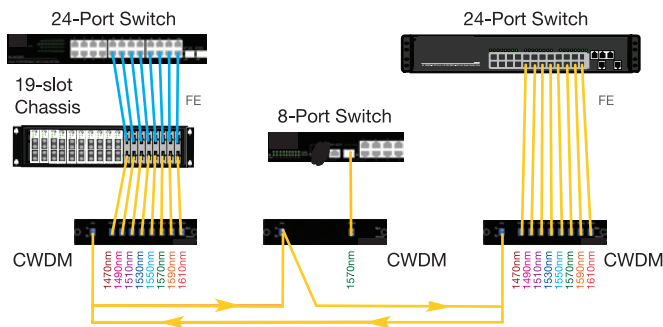 24-Port Switch
24-Port Switch
19-slot
Chassis
FE
FE
8-Port Switch
CWDM
1470nm
1490nm
1510nm
1530nm
1550nm
1570nm
1590nm
1610nm
1570nm
CWDM
1470nm
1490nm
1510nm
1530nm
1550nm
1570nm
1590nm
1610nm
CWDM